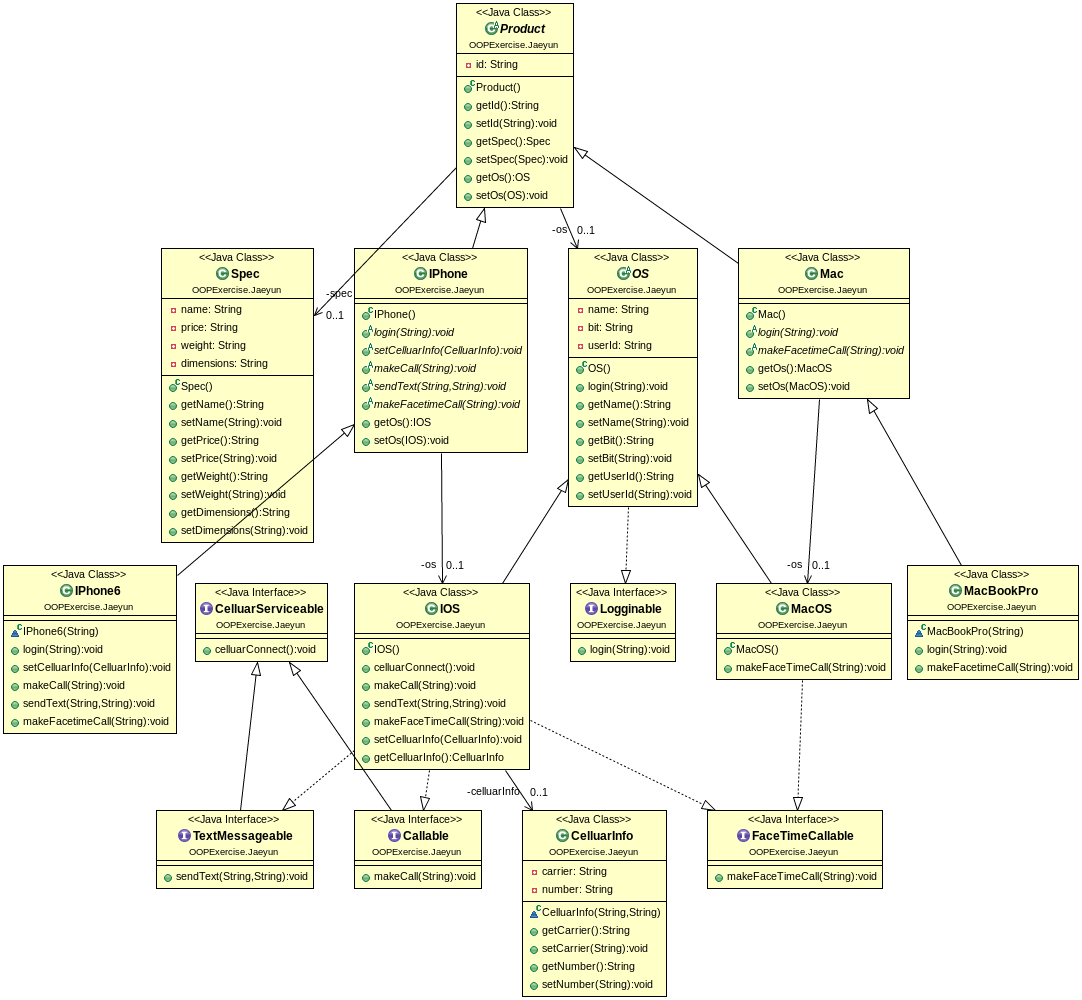 <<Java Class>>
Product
OOPExercise.Jaeyun
id: String
Product()
getId():String
setId(String):void
getSpec():Spec
setSpec(Spec):void
getOs():OS
setOs(OS):void
-os 0..1
-spec
0..1
<<Java Class>>
Spec
OOPExercise.Jaeyun
name: String
price: String
weight: String
dimensions: String
Spec()
getName():String
setName(String):void
getPrice():String
setPrice(String):void
getWeight():String
setWeight(String):void
getDimensions():String
setDimensions(String):void
<<Java Class>>
IPhone
OOPExercise.Jaeyun
IPhone()
login(String):void
setCelluarInfo(CelluarInfo):void
makeCall(String):void
sendText(String,String):void
makeFacetimeCall(String):void
getOs():IOS
setOs(IOS):void
<<Java Class>>
OS
OOPExercise.Jaeyun
name: String
bit: String
userId: String
OS()
login(String):void
getName():String
setName(String):void
getBit():String
setBit(String):void
getUserId():String
setUserId(String):void
<<Java Class>>
Mac
OOPExercise.Jaeyun
Mac()
login(String):void
makeFacetimeCall(String):void
getOs():MacOS
setOs(MacOS):void
-os 0..1
-os 0..1
<<Java Class>>
IPhone6
OOPExercise.Jaeyun
IPhone6(String)
login(String):void
setCelluarInfo(CelluarInfo):void
makeCall(String):void
sendText(String,String):void
makeFacetimeCall(String):void
<<Java Interface>>
CelluarServiceable
OOPExercise.Jaeyun
celluarConnect():void
<<Java Class>>
IOS
OOPExercise.Jaeyun
IOS()
celluarConnect():void
makeCall(String):void
sendText(String,String):void
makeFaceTimeCall(String):void
setCelluarInfo(CelluarInfo):void
getCelluarInfo():CelluarInfo
<<Java Interface>>
Logginable
OOPExercise.Jaeyun
login(String):void
<<Java Class>>
MacOS
OOPExercise.Jaeyun
MacOS()
makeFaceTimeCall(String):void
<<Java Class>>
MacBookPro
OOPExercise.Jaeyun
MacBookPro(String)
login(String):void
makeFacetimeCall(String):void
-celluarInfo 0..1
<<Java Interface>>
TextMessageable
OOPExercise.Jaeyun
sendText(String,String):void
<<Java Interface>>
Callable
OOPExercise.Jaeyun
makeCall(String):void
<<Java Class>>
CelluarInfo
OOPExercise.Jaeyun
carrier: String
number: String
CelluarInfo(String,String)
getCarrier():String
setCarrier(String):void
getNumber():String
setNumber(String):void
<<Java Interface>>
FaceTimeCallable
OOPExercise.Jaeyun
makeFaceTimeCall(String):void